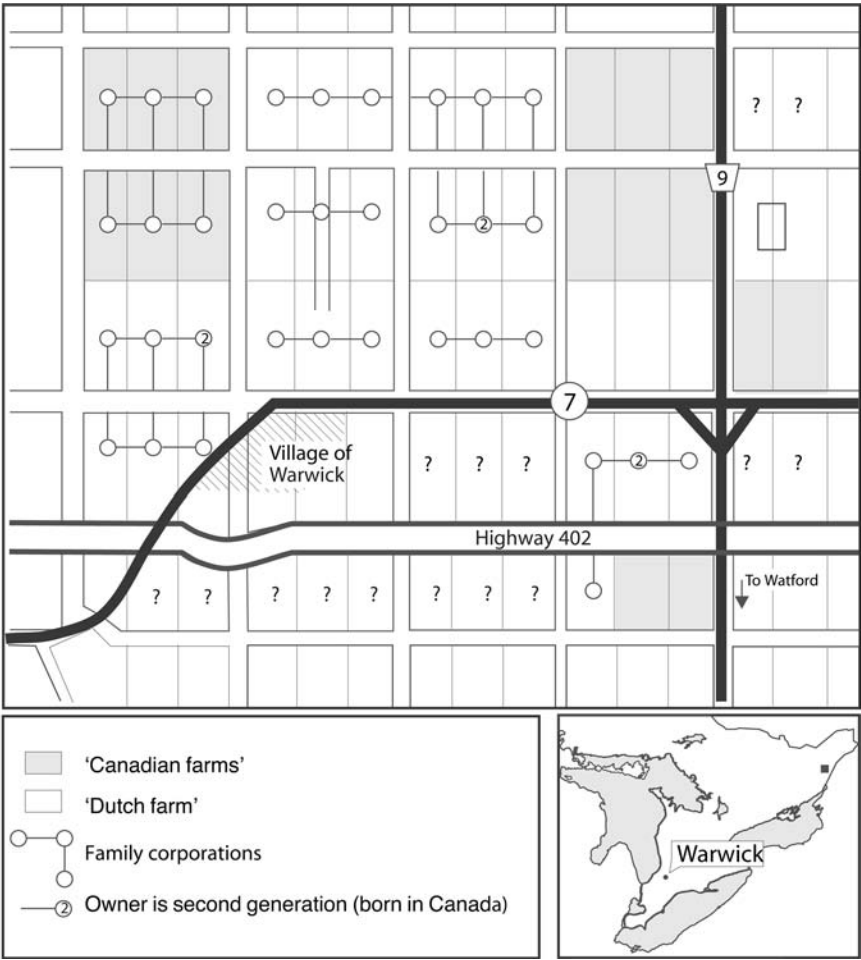 ? ?
9
2
2
7
Village of
Warwick
? ? ?
2
? ?
Highway 402
? ?
? ? ?
? ? ?
To Watford
'Canadian farms'
'Dutch farm'
Family corporations
2 Owner is second generation (born in Canada)
Warwick